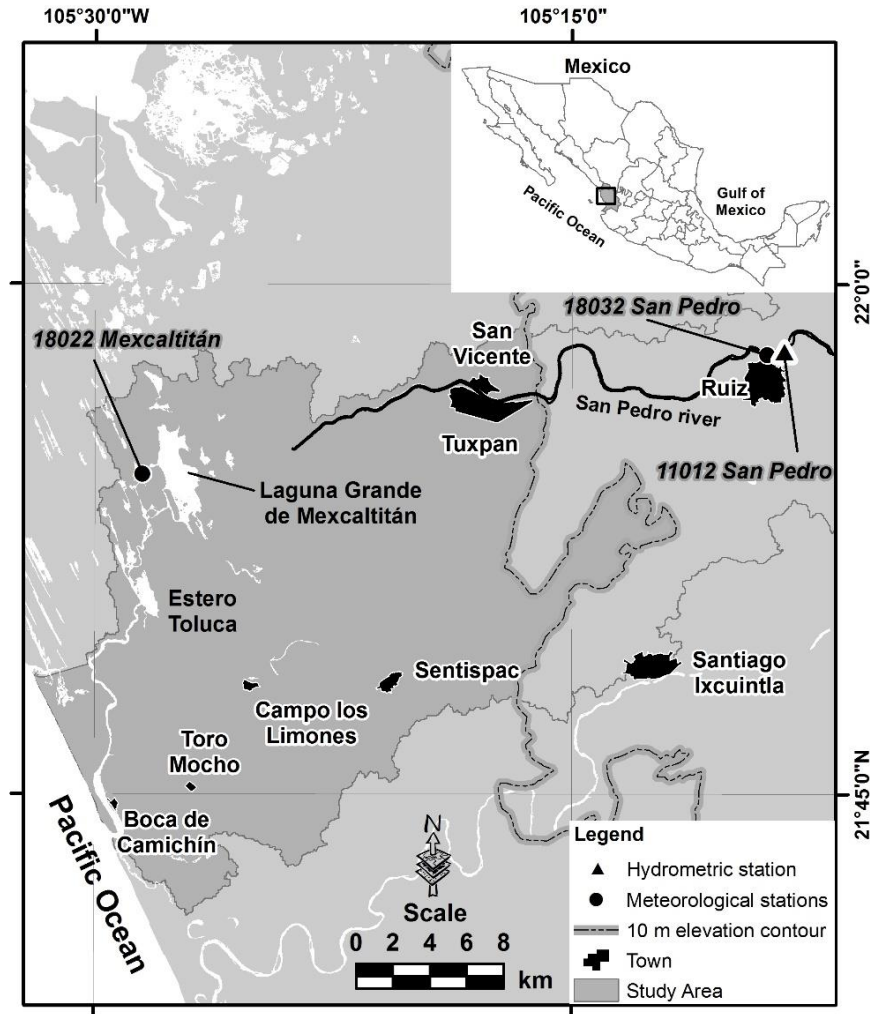 105°30'0"W
105°15'0"W
Mexico
Gulf of
Mexico
Pacific Ocean
22°0'0"
18032 San Pedro
San
Vicente
18022 Mexcaltitán
Ruiz
San Pedro river
Tuxpan
11012 San Pedro
Laguna Grande
de Mexcaltitán
Estero
Toluca
Sentispac
Santiago
Ixcuintla
Campo los
Limones
Toro
Mocho
21°45'0"N
Boca de
Camichín
Pacific Ocean
N
Scale
0 2 4 6 8
km
Legend
Hydrometric station
Meteorological stations
10 m elevation contour
Town
Study Area